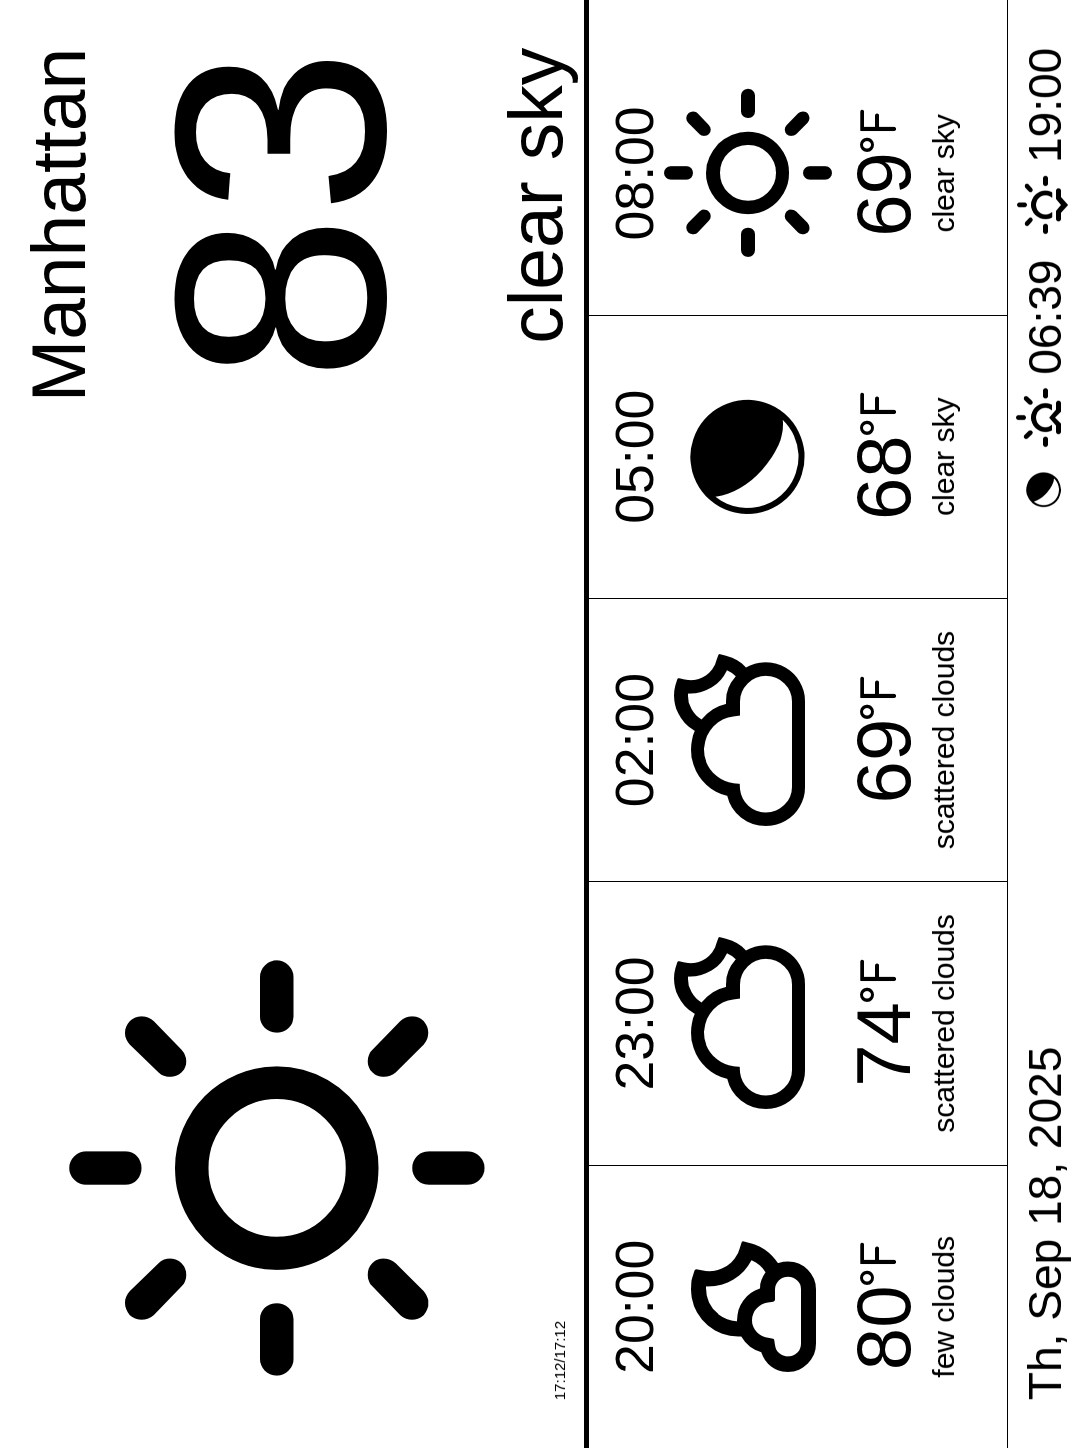 Manhattan
83
clear sky
17:12/17:12
20:00
80°F
few clouds
23:00
74°F
scattered clouds
02:00
69°F
scattered clouds
05:00
68°F
clear sky
08:00
69°F
clear sky
Th, Sep 18, 2025 06:39 19:00